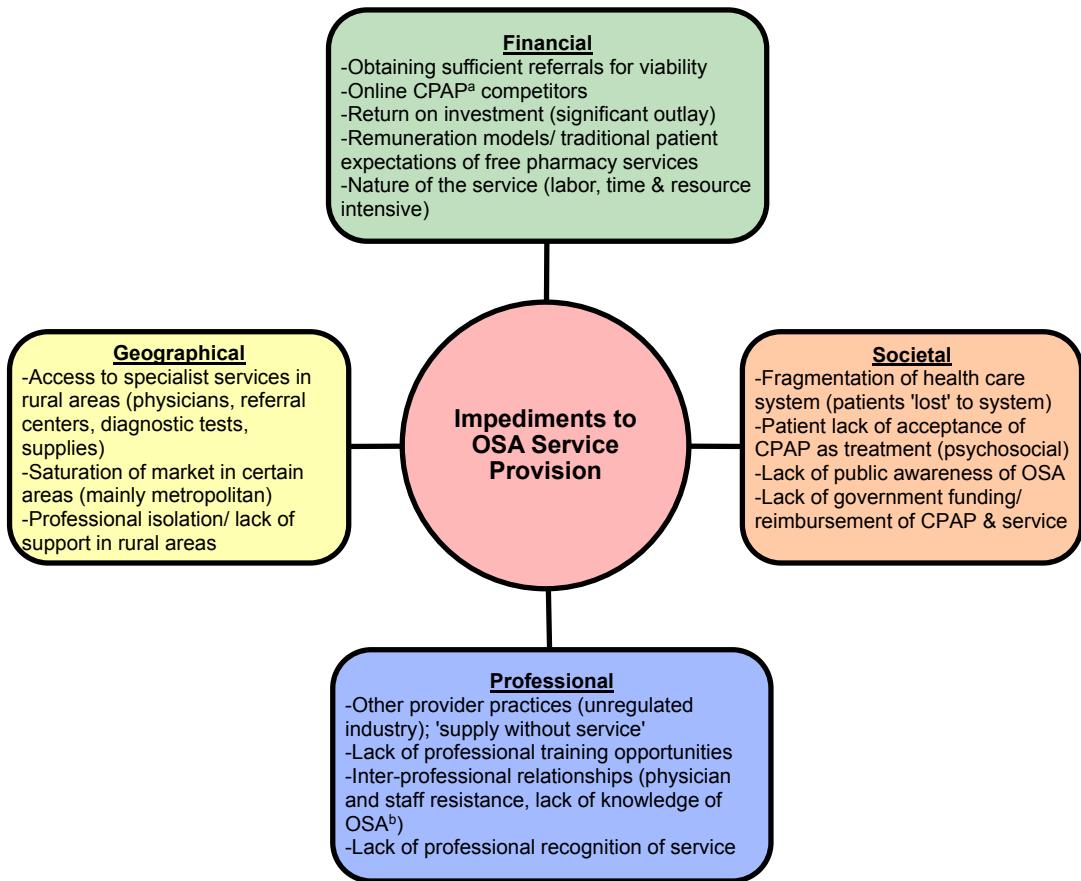 Financial
-Obtaining sufficient referrals for viability
-Online CPAPᵃ competitors
-Return on investment (significant outlay)
-Remuneration models/ traditional patient
expectations of free pharmacy services
-Nature of the service (labor, time & resource
intensive)
Geographical
-Access to specialist services in
rural areas (physicians, referral
centers, diagnostic tests,
supplies)
-Saturation of market in certain
areas (mainly metropolitan)
-Professional isolation/ lack of
support in rural areas
Impediments to
OSA Service
Provision
Societal
-Fragmentation of health care
system (patients 'lost' to system)
-Patient lack of acceptance of
CPAP as treatment (psychosocial)
-Lack of public awareness of OSA
-Lack of government funding/
reimbursement of CPAP & service
Professional
-Other provider practices (unregulated
industry); 'supply without service'
-Lack of professional training opportunities
-Inter-professional relationships (physician
and staff resistance, lack of knowledge of
OSAᵇ)
-Lack of professional recognition of service